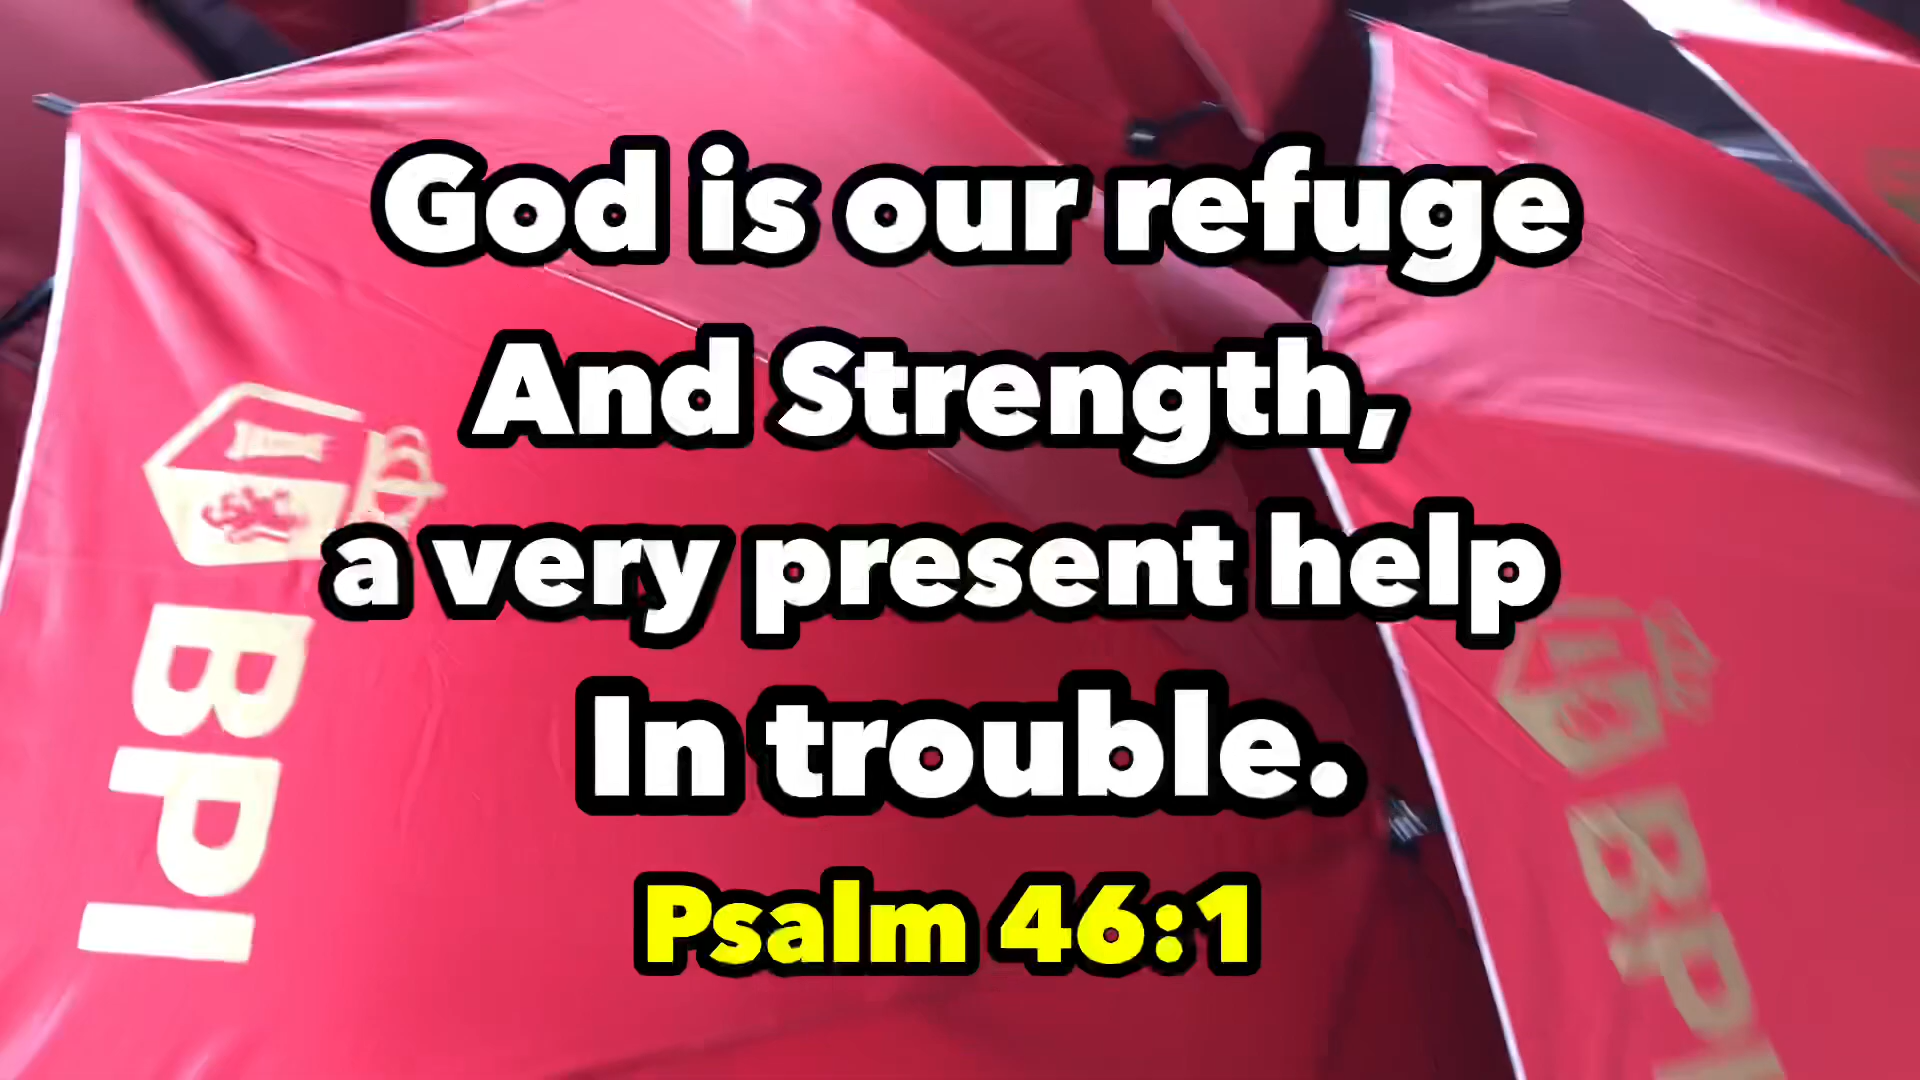 God is our refuge
And Strength,
a very present help
In trouble.
Psalm 46:1
BPI
BPI